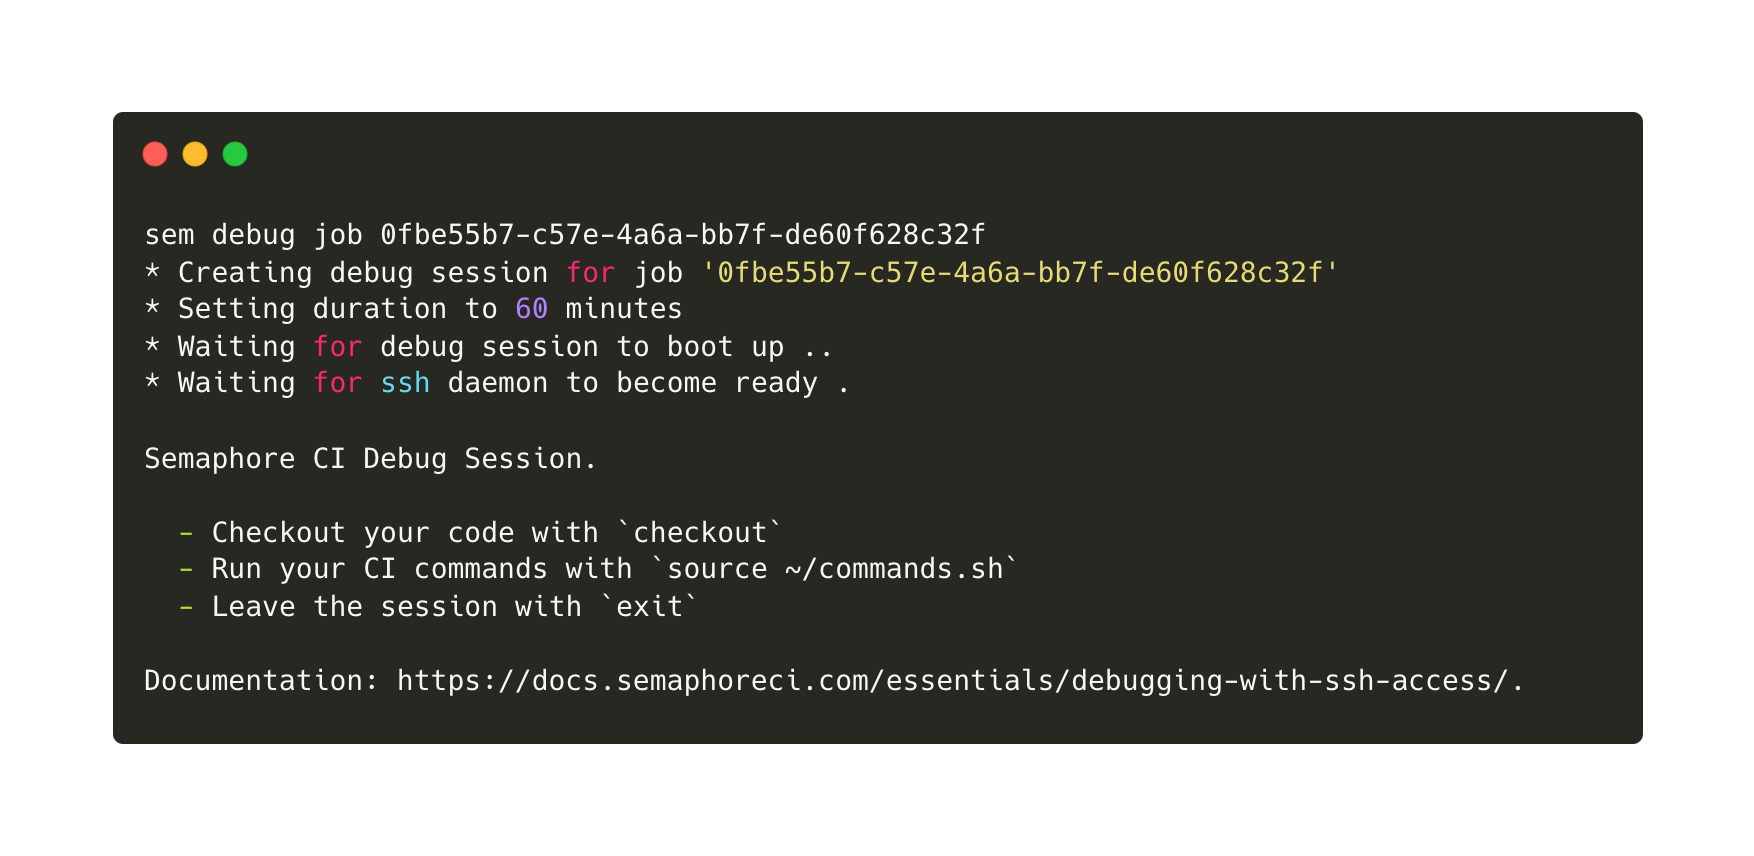 sem debug job 0fbe55b7-c57e-4a6a-bb7f-de60f628c32f
* Creating debug session for job '0fbe55b7-c57e-4a6a-bb7f-de60f628c32f'
* Setting duration to 60 minutes
* Waiting for debug session to boot up ..
* Waiting for ssh daemon to become ready .
Semaphore CI Debug Session.
- Checkout your code with `checkout`
- Run your CI commands with `source ~/commands.sh`
- Leave the session with `exit`
Documentation: https://docs.semaphoreci.com/essentials/debugging-with-ssh-access/.